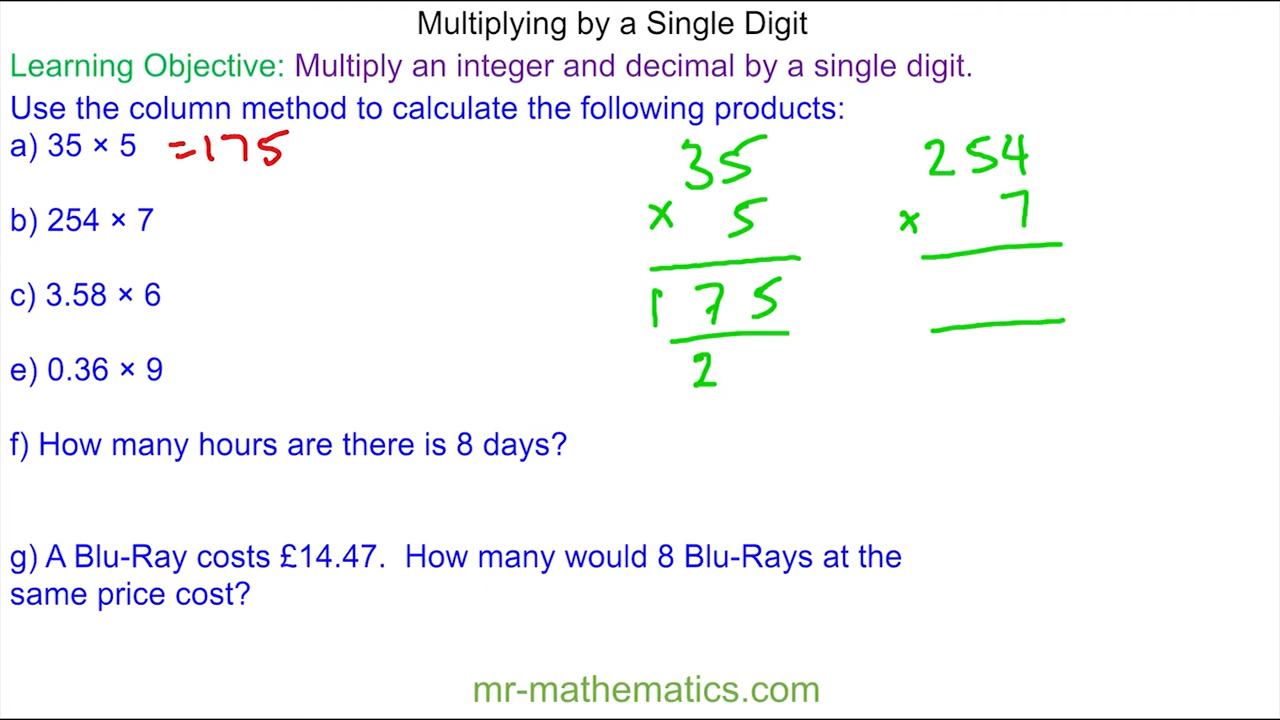 Multiplying by a Single Digit
Learning Objective: Multiply an integer and decimal by a single digit.
Use the column method to calculate the following products:
a) 35 × 5 =175
b) 254 × 7
c) 3.58 × 6
e) 0.36 × 9
f) How many hours are there is 8 days?
g) A Blu-Ray costs £14.47. How many would 8 Blu-Rays at the
same price cost?
35
× 5
175
2
254
× 7
mr-mathematics.com